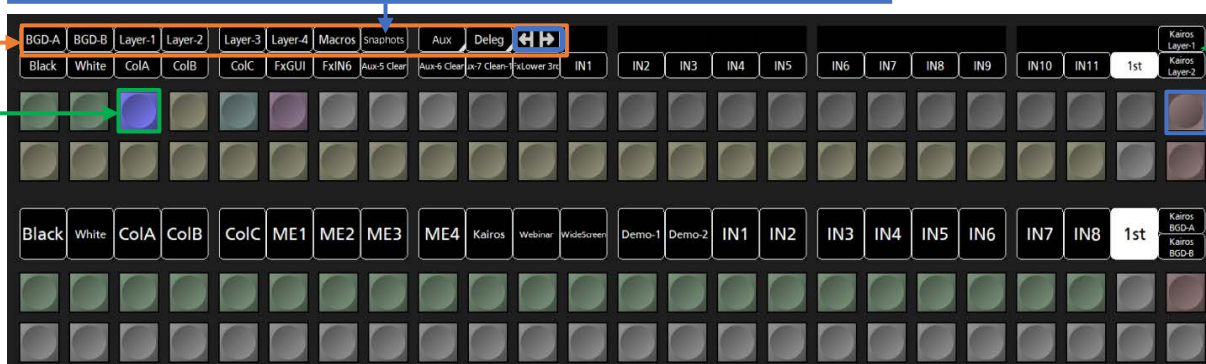 BGD-A BGD-B Layer-1 Layer-2 Layer-3 Layer-4 Macros Snaphots Aux Deleg Kairos Layer-1
Black White ColA ColB ColC FxGUI FxIN6 Aux-5 Clear Aux-6 Clear ux-7 Clean-1 FxLower 3rd IN1 IN2 IN3 IN4 IN5 IN6 IN7 IN8 IN9 IN10 IN11 1st Kairos Layer-2
Black White ColA ColB ColC ME1 ME2 ME3 ME4 Kairos Webinar WideScreen Demo-1 Demo-2 IN1 IN2 IN3 IN4 IN5 IN6 IN7 IN8 1st Kairos BGD-A
Kairos BGD-B